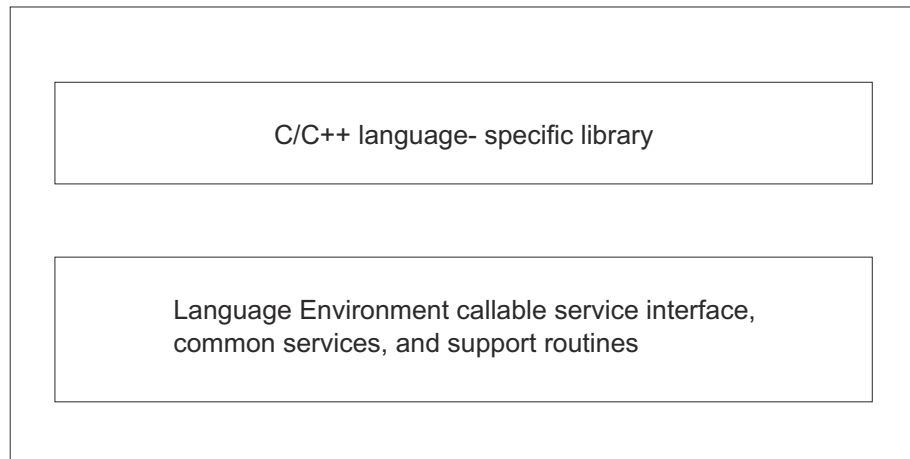 C/C++ language- specific library
Language Environment callable service interface,
common services, and support routines